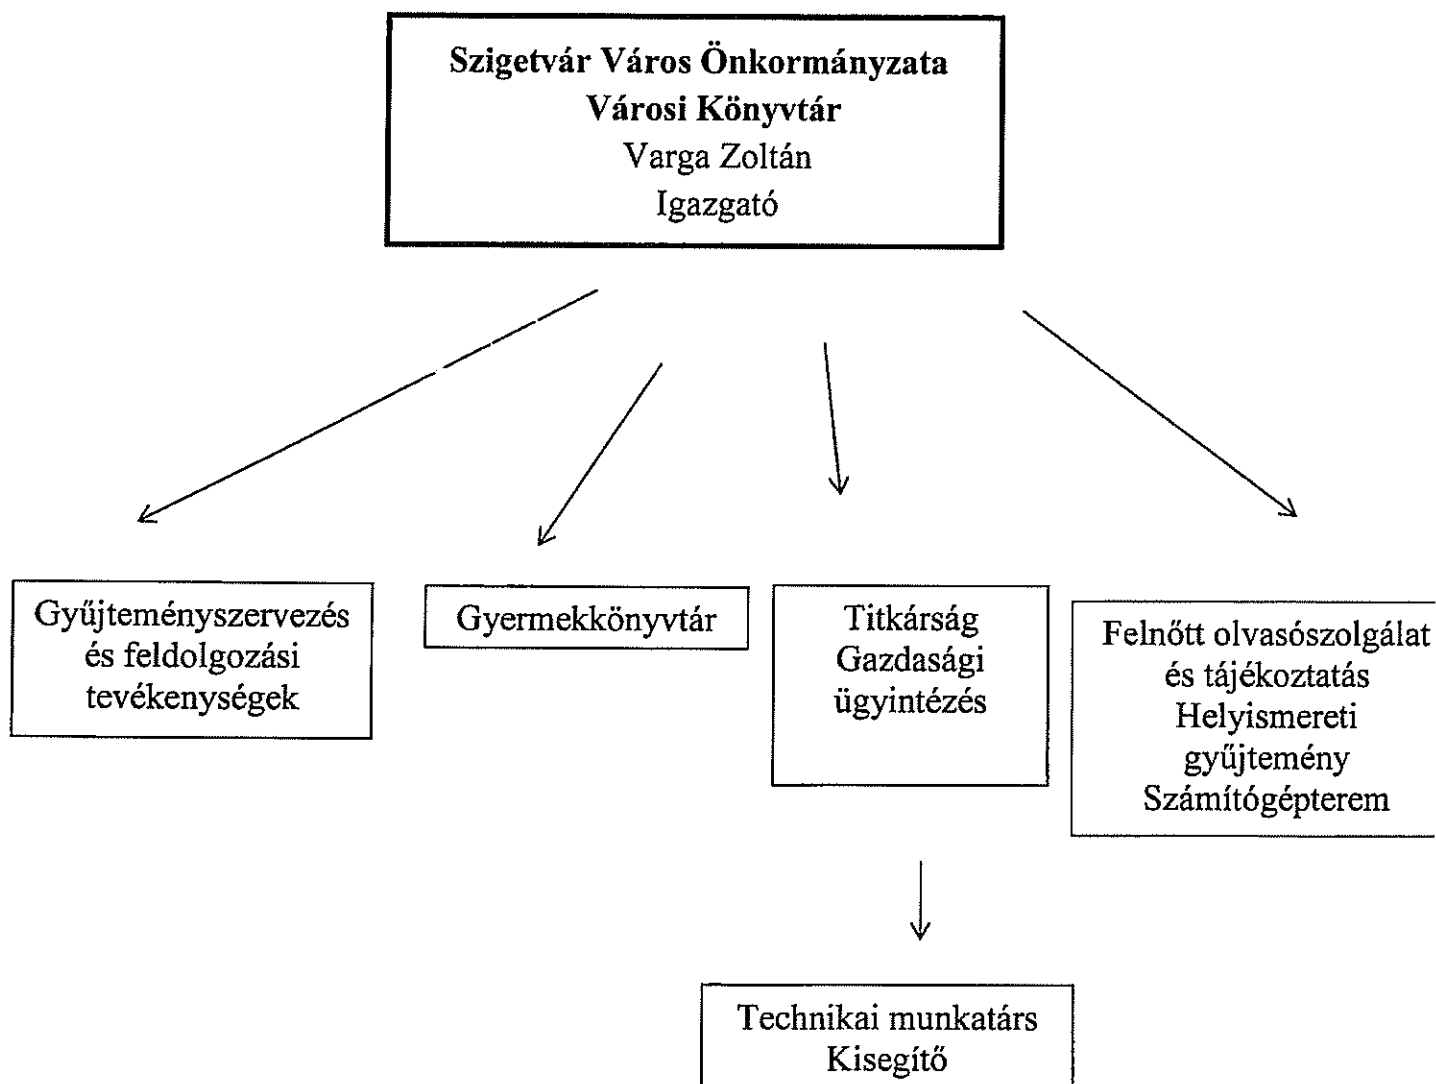 Szigetvár Város Önkormányzata
Városi Könyvtár
Varga Zoltán
Igazgató
Gyűjteményszervezés
és feldolgozási
tevékenységek
Gyermekkönyvtár
Titkárság
Gazdasági
ügyintézés
Felnőtt olvasószolgálat
és tájékoztatás
Helyismereti
gyűjtemény
Számítógépterem
Technikai munkatárs
Kisegítő